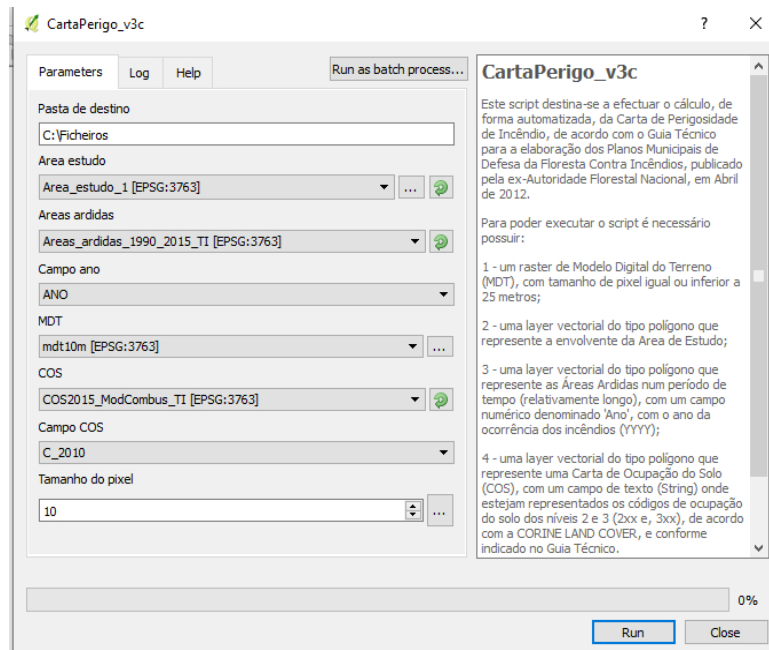 CartaPerigo_v3c
?
Parameters
Log
Help
Run as batch process...
Pasta de destino
C:\Ficheiros
Area estudo
Area_estudo_1 [EPSG:3763]
...
Areas ardidas
Areas_ardidas_1990_2015_TI [EPSG:3763]
Campo ano
ANO
MDT
mdt10m [EPSG:3763]
...
COS
COS2015_ModCombus_TI [EPSG:3763]
Campo COS
C_2010
Tamanho do pixel
10
...
CartaPerigo_v3c
Este script destina-se a efectuar o cálculo, de
forma automatizada, da Carta de Perigosidade
de Incêndio, de acordo com o Guia Técnico
para a elaboração dos Planos Municipais de
Defesa da Floresta Contra Incêndios, publicado
pela ex-Autoridade Florestal Nacional, em Abril
de 2012.
Para poder executar o script é necessário
possuir:
1 - um raster de Modelo Digital do Terreno
(MDT), com tamanho de pixel igual ou inferior a
25 metros;
2 - uma layer vectorial do tipo polígono que
represente a envolvente da Area de Estudo;
3 - uma layer vectorial do tipo polígono que
represente as Áreas Ardidas num período de
tempo (relativamente longo), com um campo
numérico denominado 'Ano', com o ano da
ocorrência dos incêndios (YYYY);
4 - uma layer vectorial do tipo polígono que
represente uma Carta de Ocupação do Solo
(COS), com um campo de texto (String) onde
estejam representados os códigos de ocupação
do solo dos níveis 2 e 3 (2xx e, 3xx), de acordo
com a CORINE LAND COVER, e conforme
indicado no Guia Técnico.
0%
Run
Close